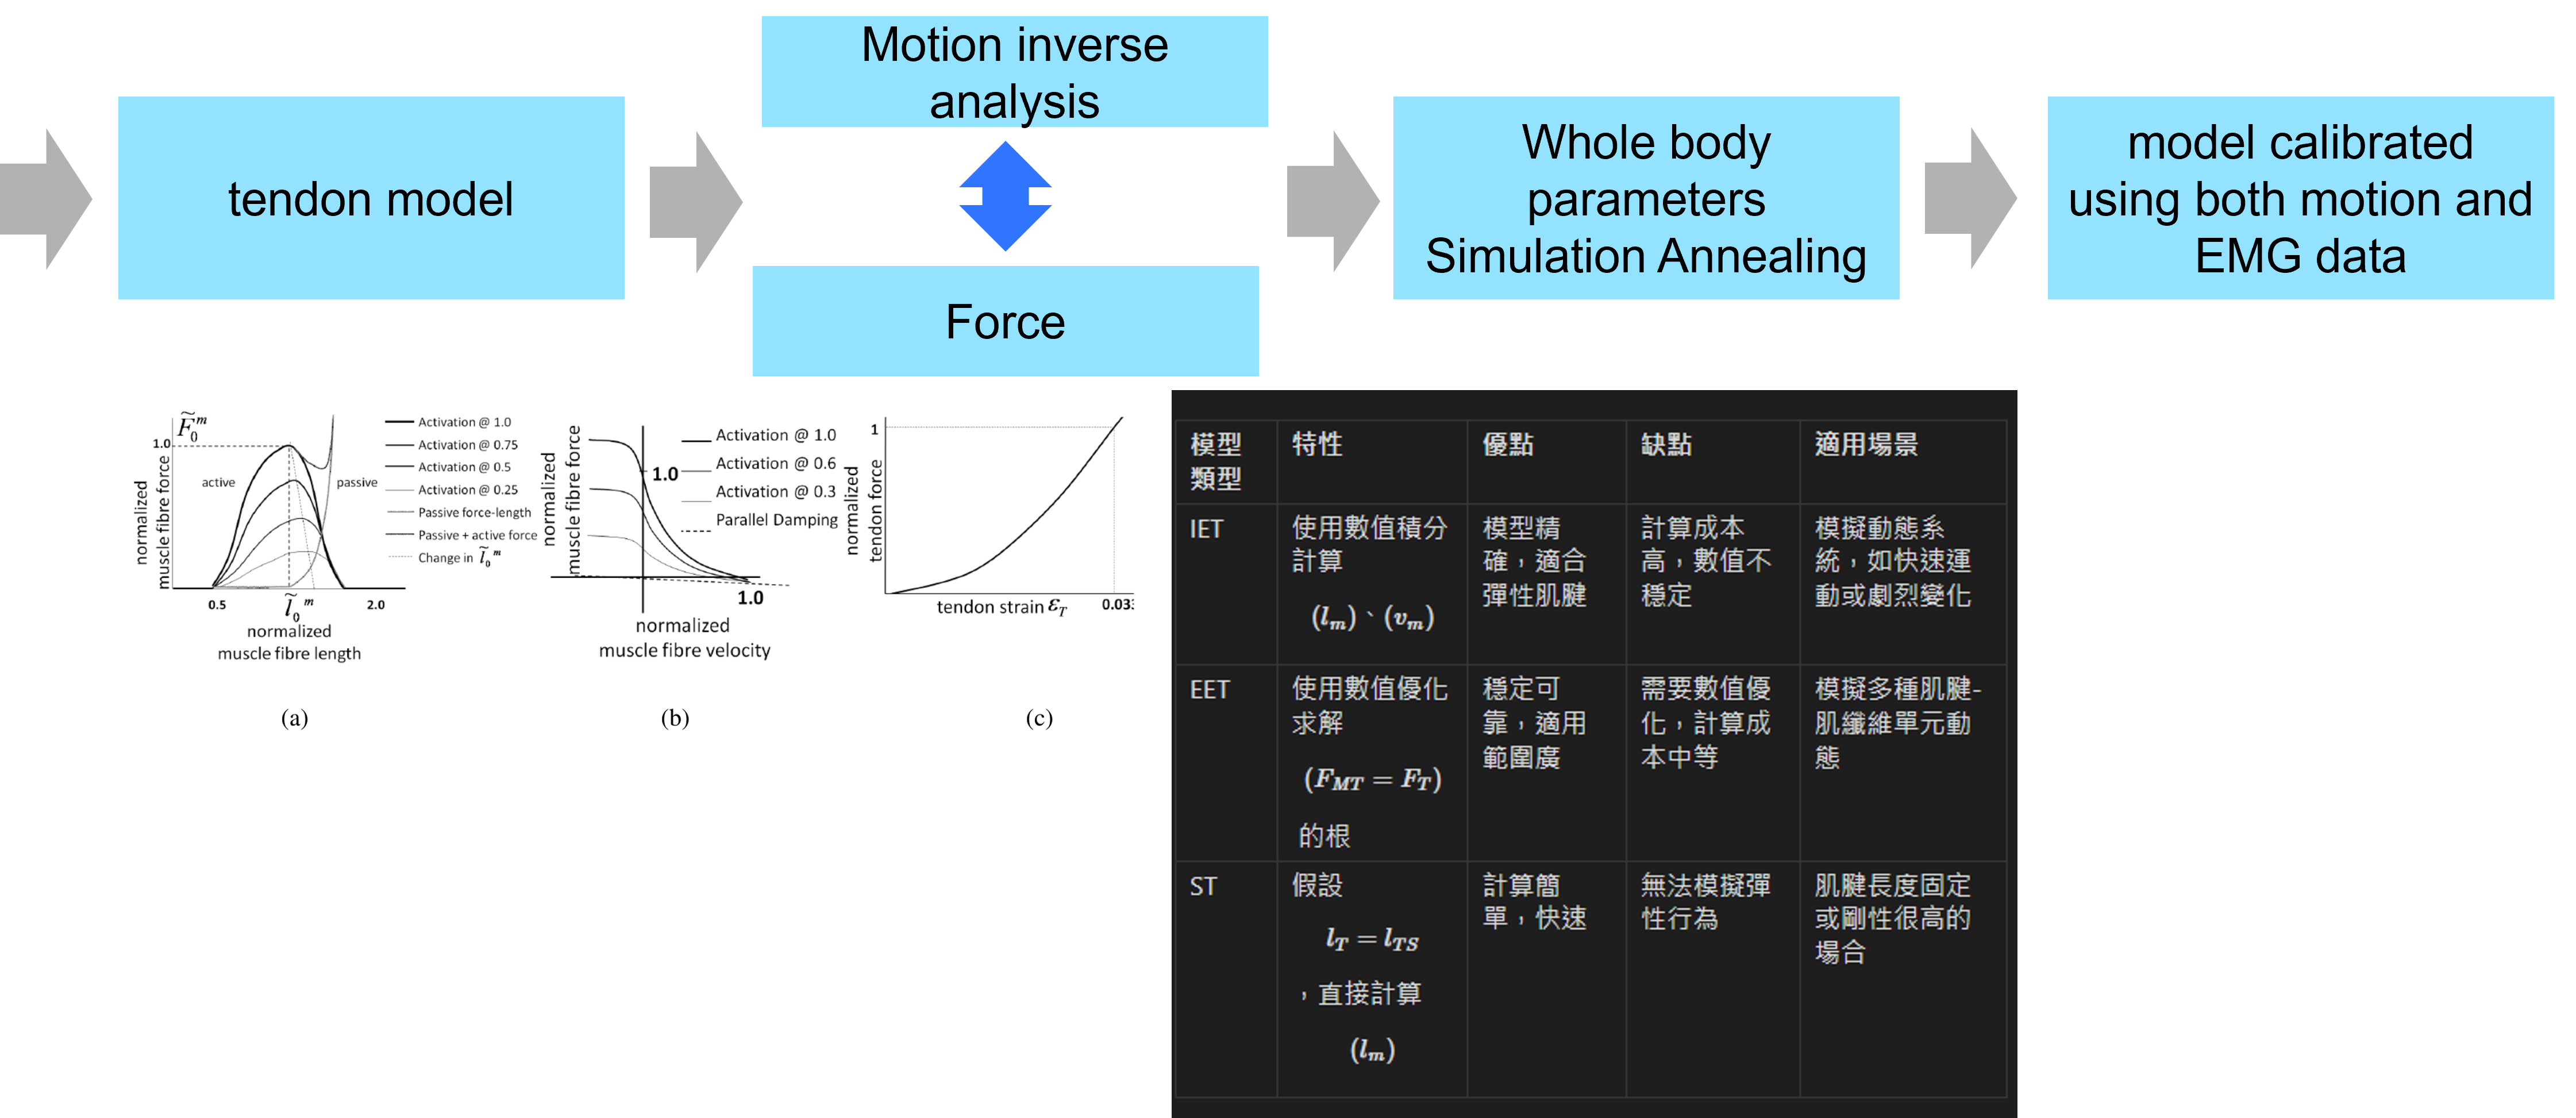 tendon model
Motion inverse
analysis
Force
Whole body
parameters
Simulation Annealing
model calibrated
using both motion and
EMG data
normalized
muscle fibre force
F̃₀ᵐ
1.0
active
passive
0.5
l̃₀ᵐ
2.0
normalized
muscle fibre length
Activation @ 1.0
Activation @ 0.75
Activation @ 0.5
Activation @ 0.25
Passive force-length
Passive + active force
Change in l̃₀ᵐ
(a)
normalized
muscle fibre force
1.0
Activation @ 1.0
Activation @ 0.6
Activation @ 0.3
Parallel Damping
1.0
normalized
muscle fibre velocity
(b)
normalized
tendon force
1
tendon strain ε_T
0.033
(c)
模型
類型
特性
優點
缺點
適用場景
IET
使用數值積分
計算
(l_m)、(v_m)
模型精
確，適合
彈性肌腱
計算成本
高，數值不
穩定
模擬動態系
統，如快速運
動或劇烈變化
EET
使用數值優化
求解
(F_MT = F_T)
的根
穩定可
靠，適用
範圍廣
需要數值優
化，計算成
本中等
模擬多種肌腱-
肌纖維單元動
態
ST
假設
l_T = l_TS
，直接計算
(l_m)
計算簡
單，快速
無法模擬彈
性行為
肌腱長度固定
或剛性很高的
場合